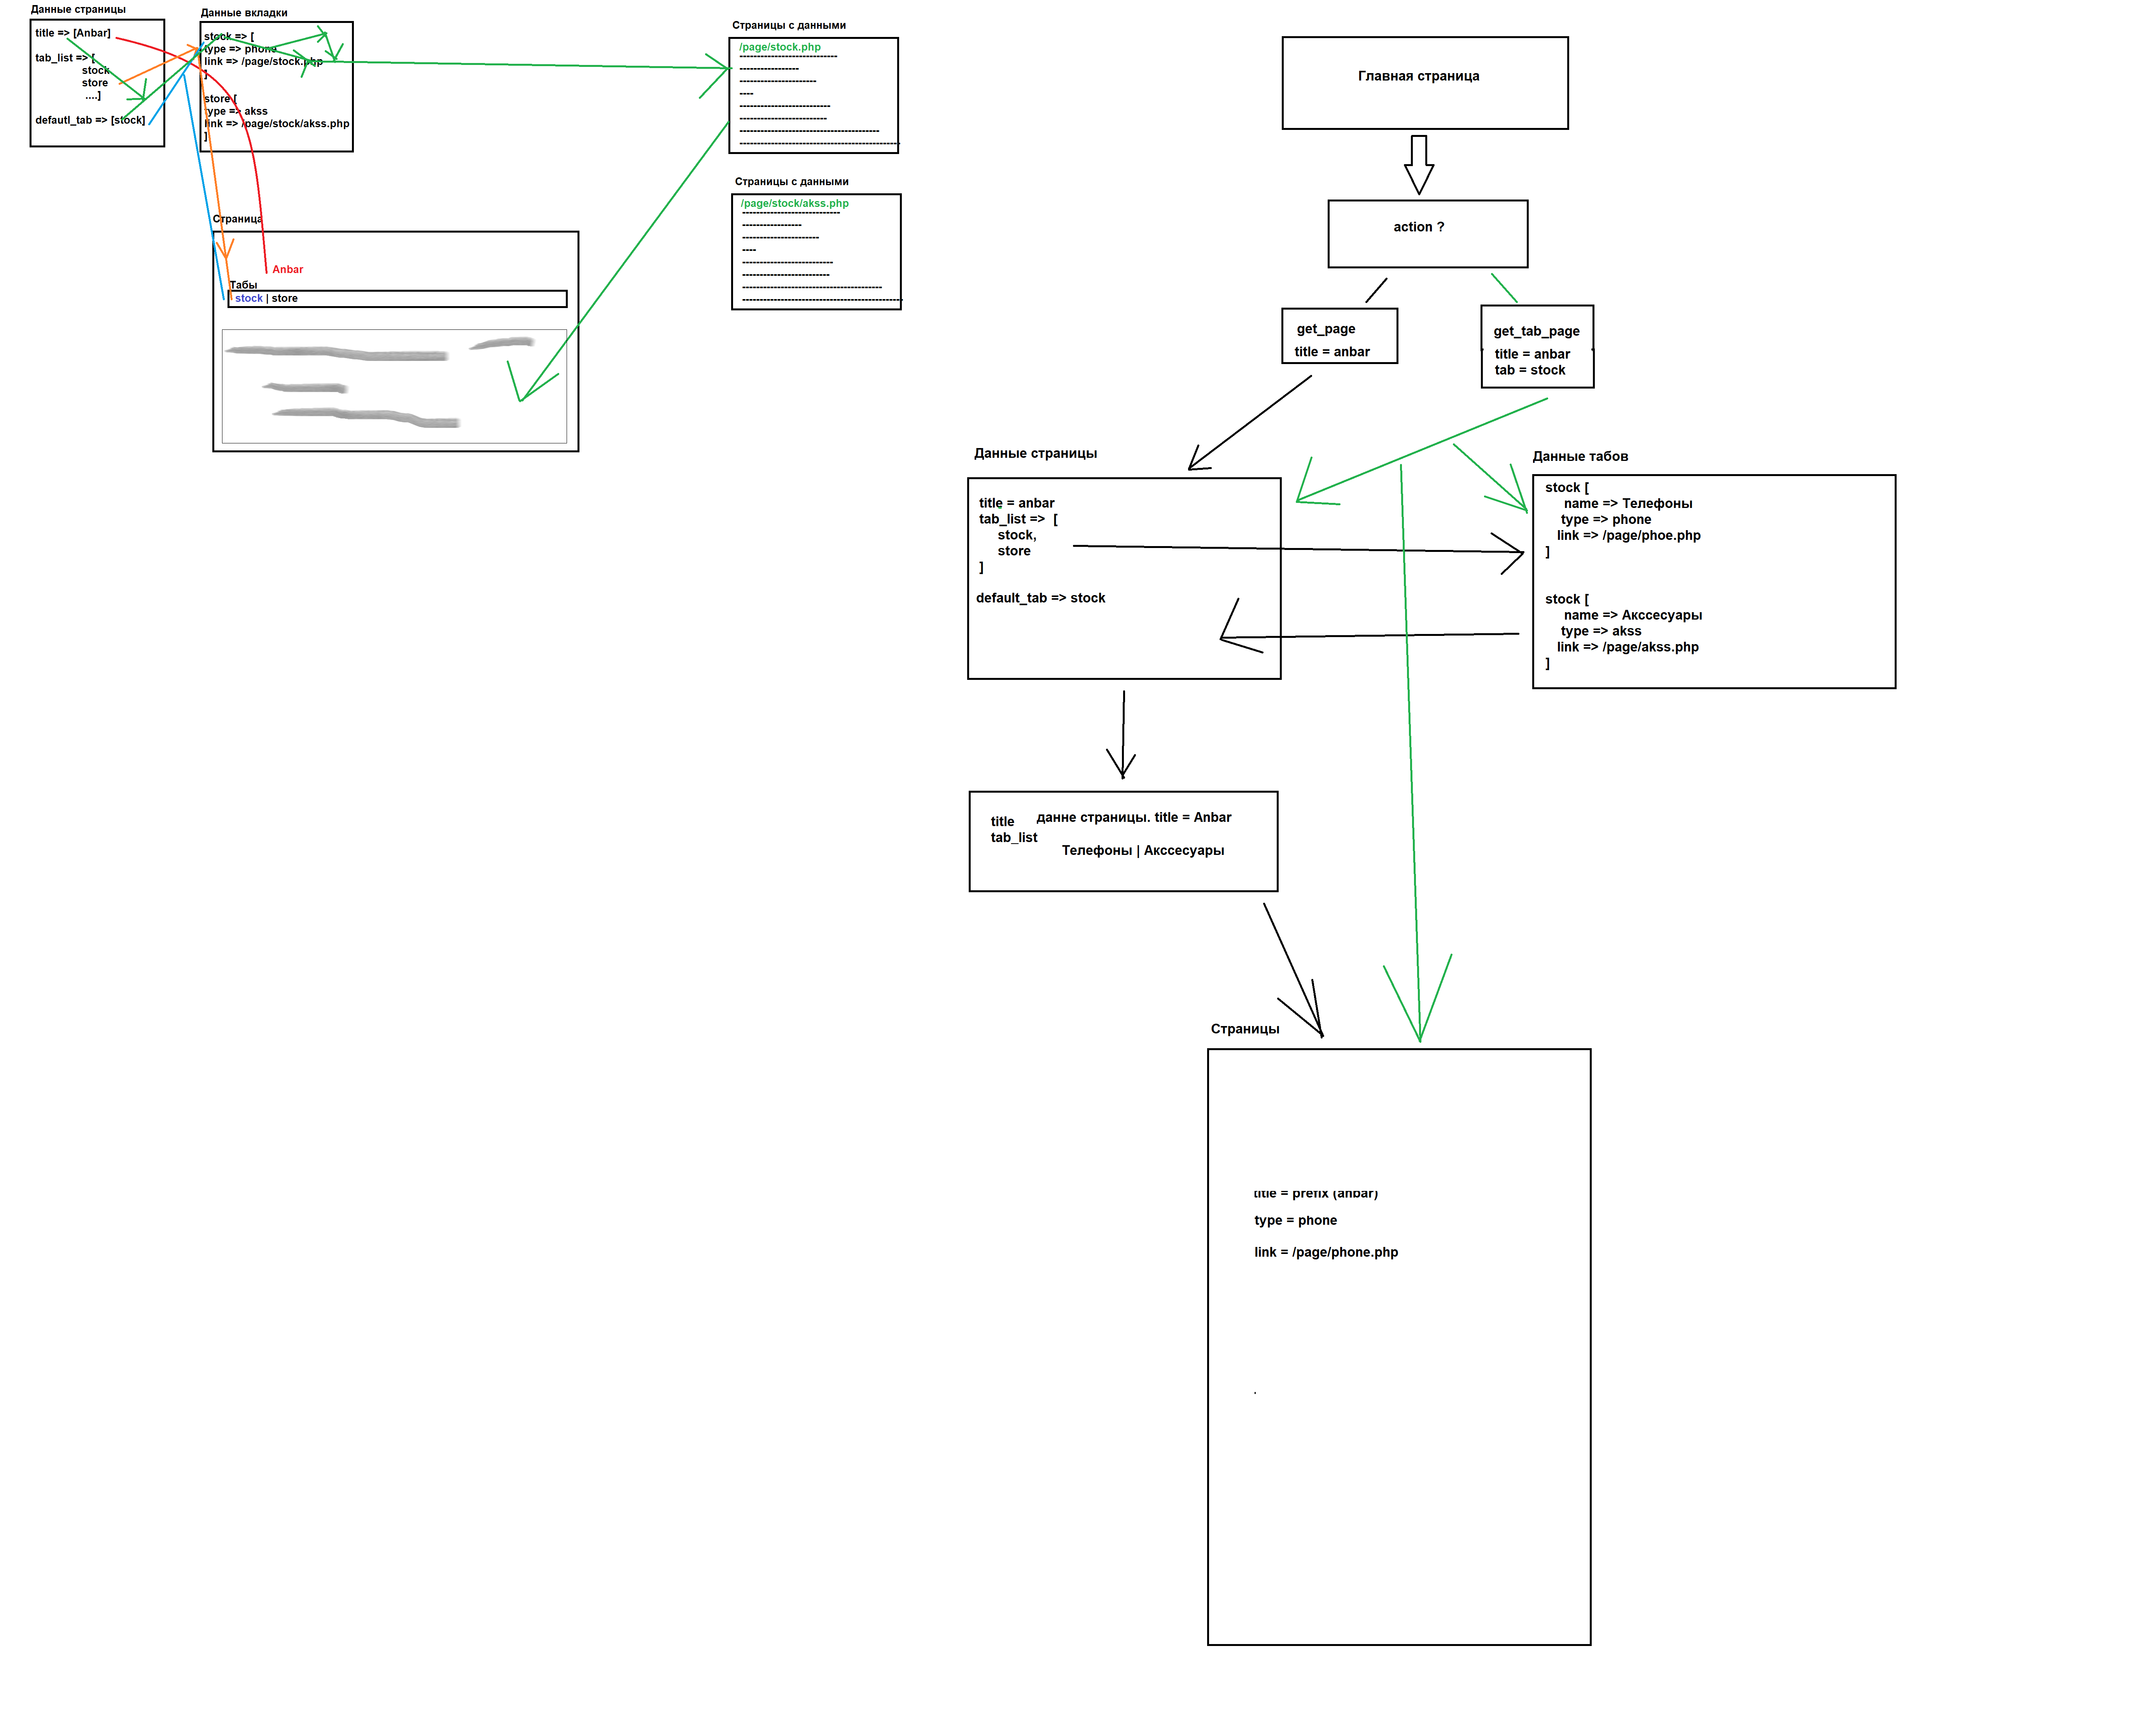 Данные страницы
title => [Anbar]
tab_list => [
stock
store
....]
defautl_tab => [stock]
Данные вкладки
stock => [
type => phone
link => /page/stock.php
]
store [
type => akss
link => /page/stock/akss.php
]
Страница
Anbar
Табы
stock | store
Страницы с данными
/page/stock.php
Страницы с данными
/page/stock/akss.php
Главная страница
action ?
get_page
title = anbar
get_tab_page
title = anbar
tab = stock
Данные страницы
title = anbar
tab_list => [
stock,
store
]
default_tab => stock
Данные табов
stock [
name => Телефоны
type => phone
link => /page/phoe.php
]
stock [
name => Акссесуары
type => akss
link => /page/akss.php
]
title данне страницы. title = Anbar
tab_list
Телефоны | Акссесуары
Страницы
title = prefix (anbar)
type = phone
link = /page/phone.php